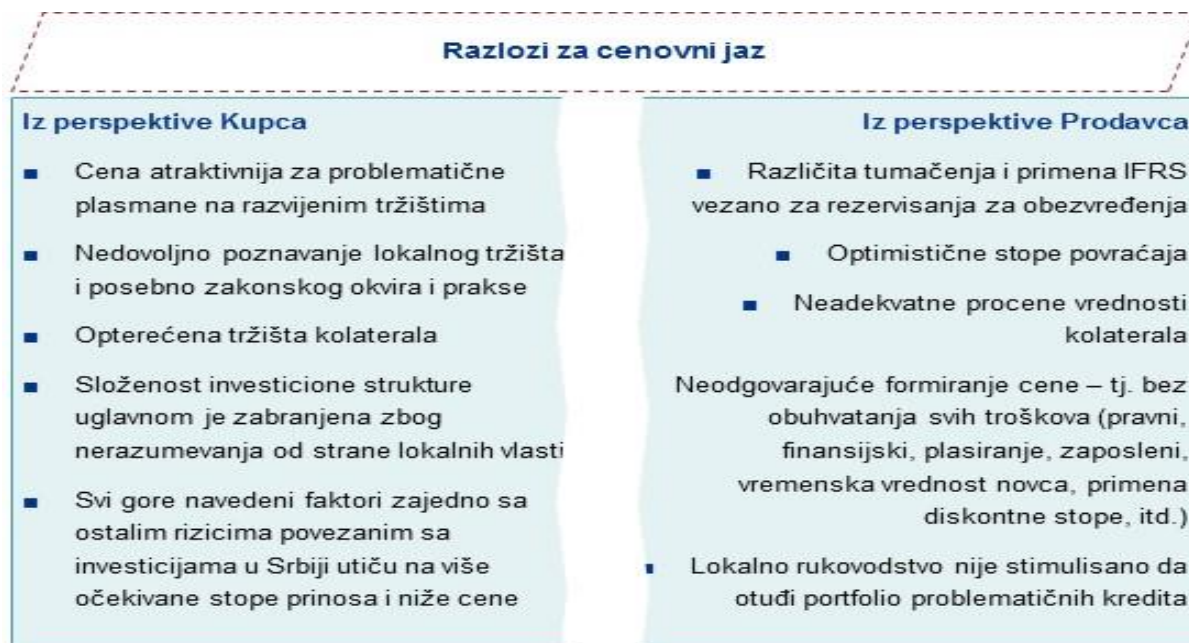 Razlozi za cenovni jaz
Iz perspektive Kupca
▪ Cena atraktivnija za problematične
plasmane na razvijenim tržištima
▪ Nedovoljno poznavanje lokalnog tržišta
i posebno zakonskog okvira i prakse
▪ Opterećena tržišta kolaterala
▪ Složenost investicione strukture
uglavnom je zabranjena zbog
nerazumevanja od strane lokalnih vlasti
▪ Svi gore navedeni faktori zajedno sa
ostalim rizicima povezanim sa
investicijama u Srbiji utiču na više
očekivane stope prinosa i niže cene
Iz perspektive Prodavca
▪ Različita tumačenja i primena IFRS
vezano za rezervisanja za obezvređenja
▪ Optimistične stope povraćaja
▪ Neadekvatne procene vrednosti
kolaterala
Neodgovarajuće formiranje cene – tj. bez
obuhvatanja svih troškova (pravni,
finansijski, plasiranje, zaposleni,
vremenska vrednost novca, primena
diskontne stope, itd.)
▪ Lokalno rukovodstvo nije stimulisano da
otuđi portfolio problematičnih kredita